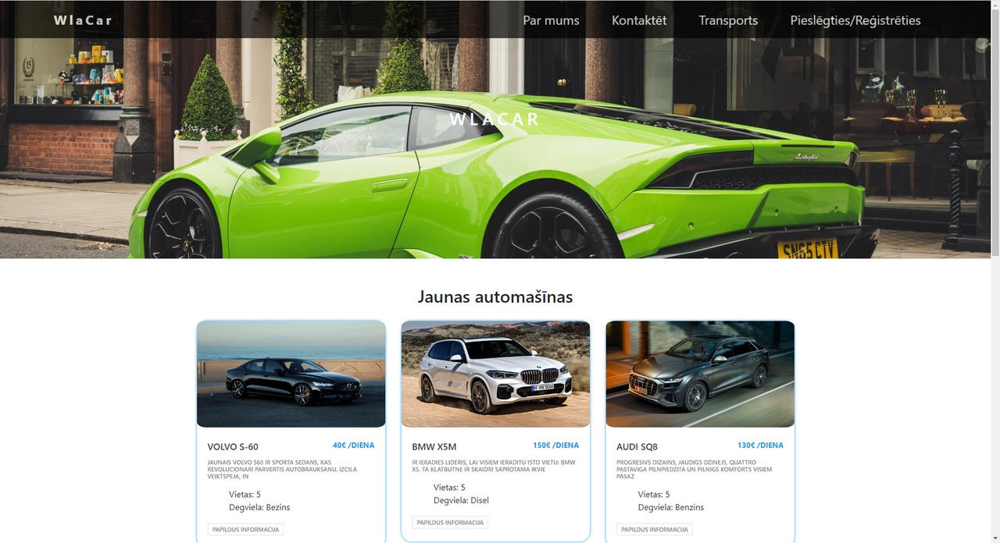 WlaCar Par mums Kontaktēt Transports Pieslēgties/Reģistrēties
WLACAR
SN65 CTV
Jaunas automašīnas
VOLVO S-60 40€ /DIENA
JAUNAIS VOLVO S60 IR SPORTA SEDANS, KAS
REVOLUCIONARI PARVERTIS AUTOBRAUKSANU. IZCILA
VEIKTSPEJA, IN
Vietas: 5
Degviela: Bezins
PAPILDUS INFORMACIJA
BMW X5M 150€ /DIENA
IR IERADIES LIDERIS, LAI VISIEM IERADITU ISTO VIETU: BMW
X5. TA KLATBUTNE IR SKAIDRI SAPROTAMA IKVIE
Vietas: 5
Degviela: Disel
PAPILDUS INFORMACIJA
AUDI SQ8 130€ /DIENA
PROGRESIVS DIZAINS, JAUDIGS DZINEJS, QUATTRO
PASTAVIGA PILNPIEDZI?A UN PILNIGS KOMFORTS VISIEM
PASAZ
Vietas: 5
Degviela: Benzins
PAPILDUS INFORMACIJA